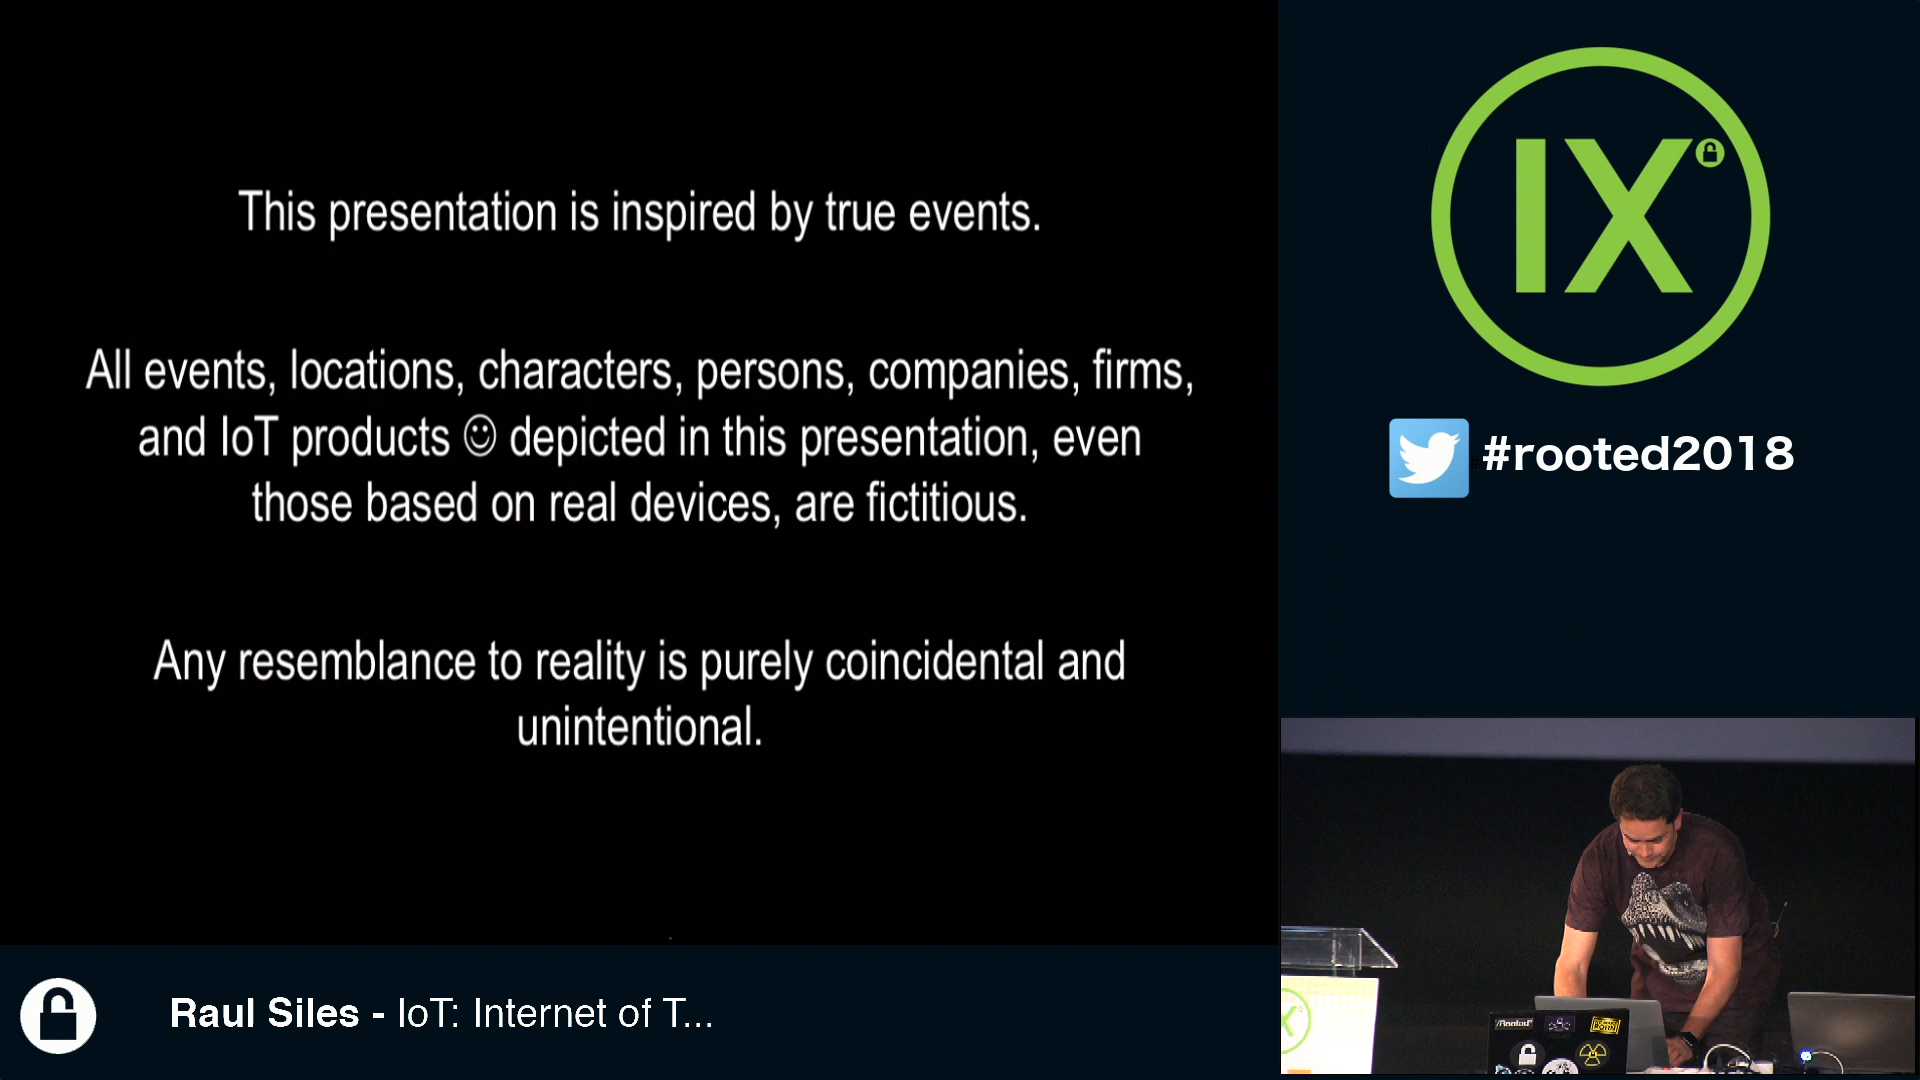 This presentation is inspired by true events.
All events, locations, characters, persons, companies, firms,
and IoT products ☺ depicted in this presentation, even
those based on real devices, are fictitious.
Any resemblance to reality is purely coincidental and
unintentional.
IX
#rooted2018
Raul Siles - IoT: Internet of T...
/Rooted